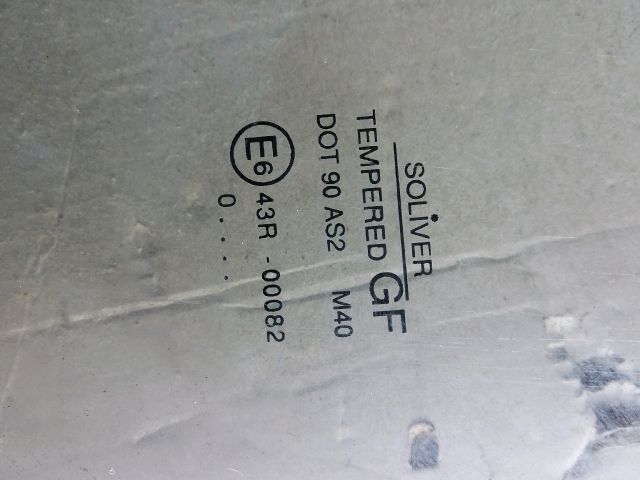 SOLiVER
TEMPERED GF
DOT 90 AS2 M40
E6 43R -00082
0....